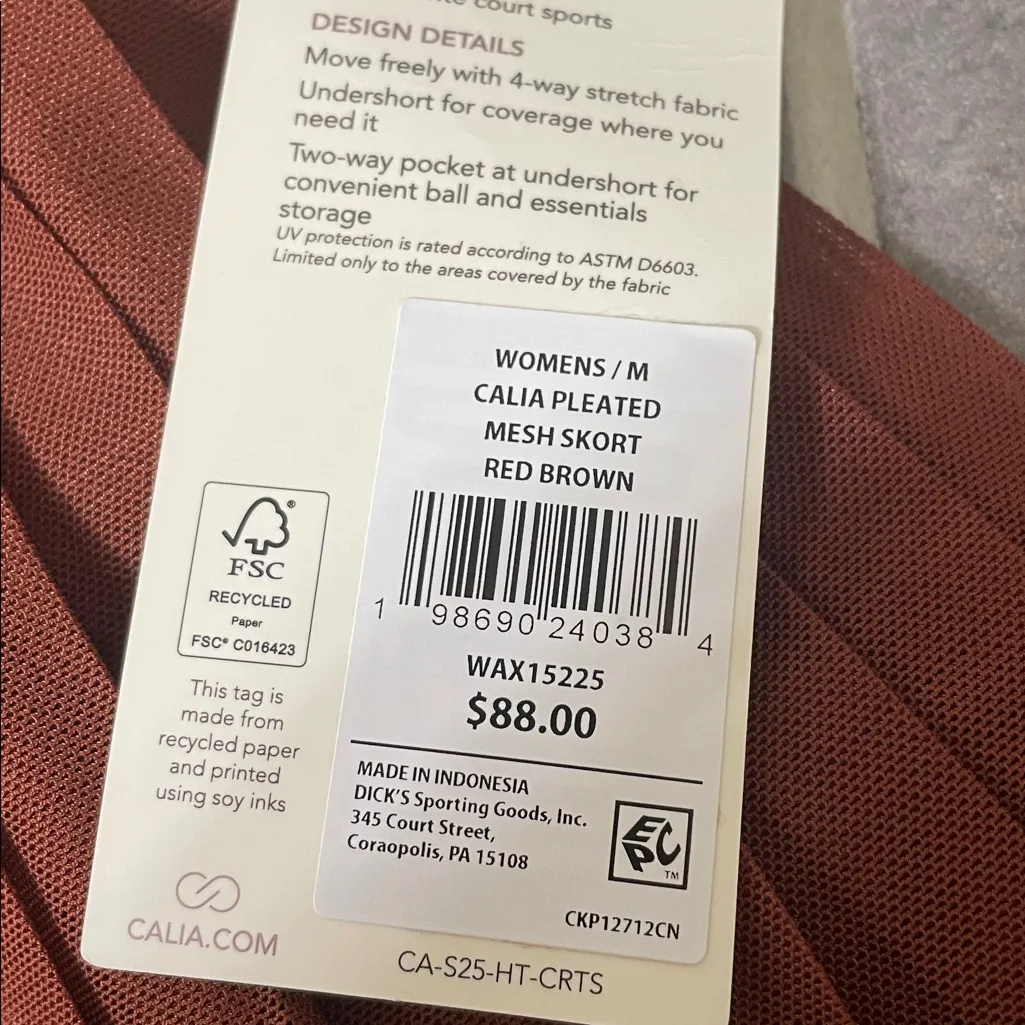 court sports
DESIGN DETAILS
Move freely with 4-way stretch fabric
Undershort for coverage where you
need it
Two-way pocket at undershort for
convenient ball and essentials
storage
UV protection is rated according to ASTM D6603.
Limited only to the areas covered by the fabric
WOMENS / M
CALIA PLEATED
MESH SKORT
RED BROWN
1 98690 24038 4
WAX15225
$88.00
MADE IN INDONESIA
DICK'S Sporting Goods, Inc.
345 Court Street,
Coraopolis, PA 15108
ECP™
CKP12712CN
®
FSC
RECYCLED
Paper
FSC® C016423
This tag is
made from
recycled paper
and printed
using soy inks
CALIA.COM
CA-S25-HT-CRTS